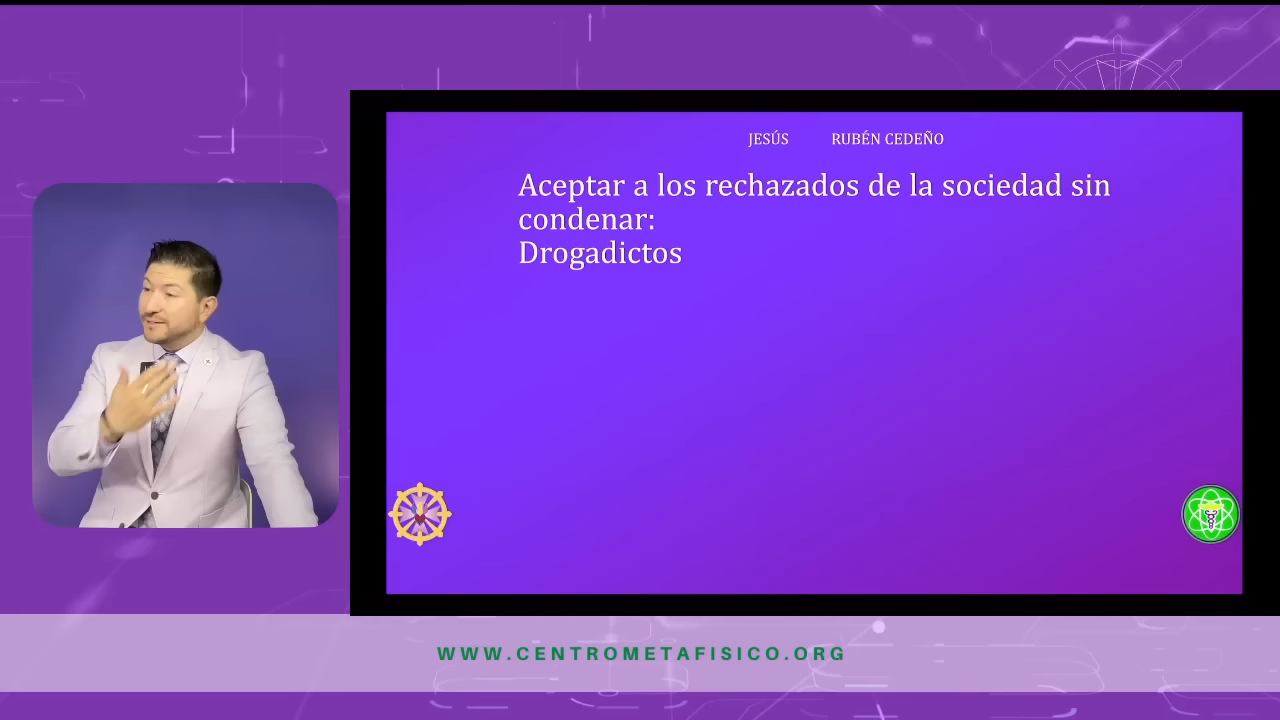 JESÚS RUBÉN CEDEÑO
Aceptar a los rechazados de la sociedad sin
condenar:
Drogadictos
WWW.CENTROMETAFISICO.ORG